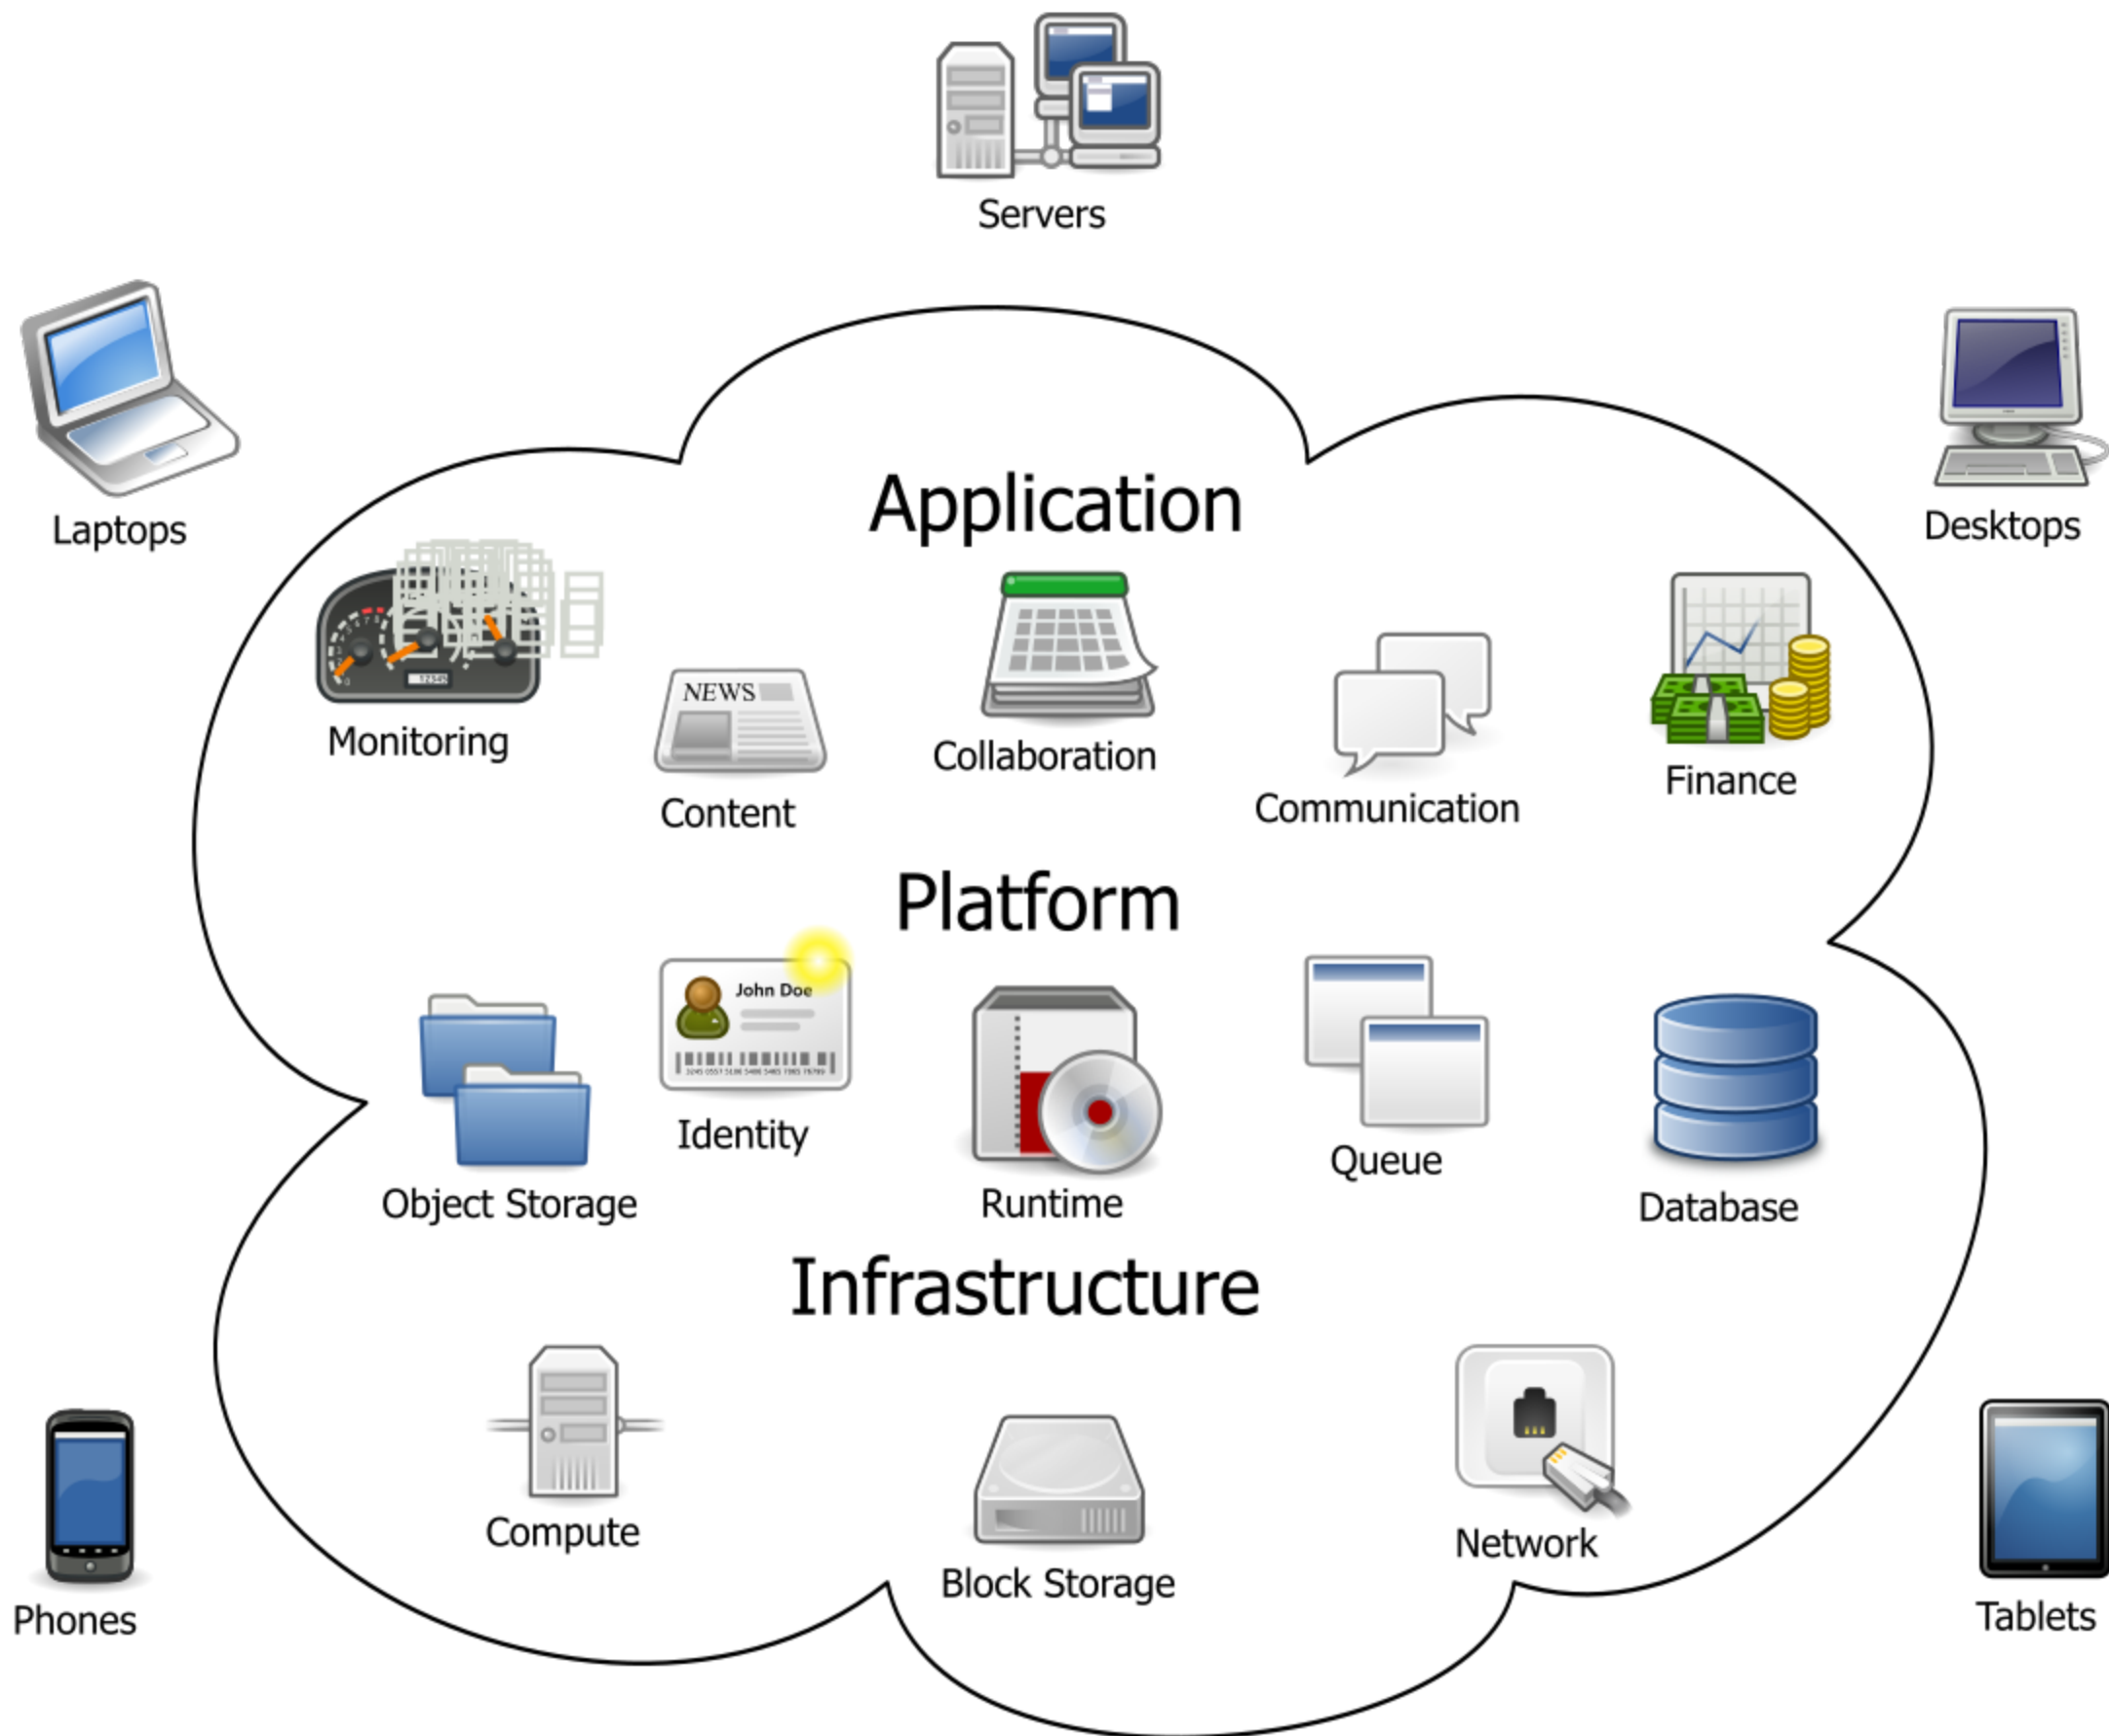 Servers
Laptops
Desktops
Application
Monitoring
NEWS
Content
Collaboration
Communication
Finance
Platform
Object Storage
John Doe
Identity
Runtime
Queue
Database
Infrastructure
Compute
Block Storage
Network
Phones
Tablets